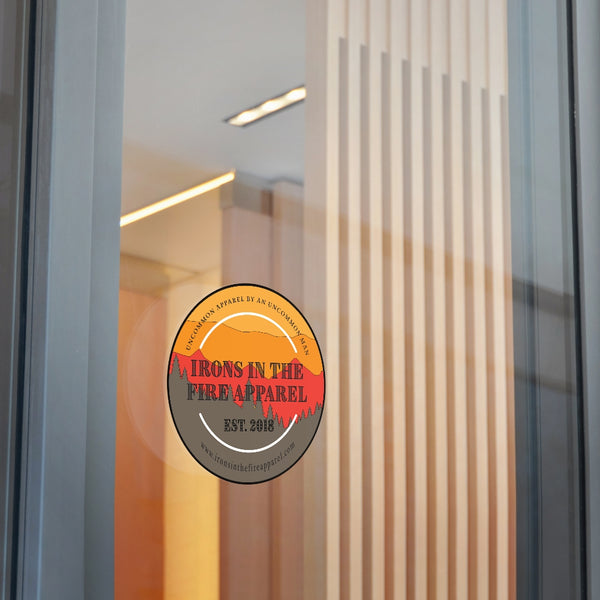 UNCOMMON APPAREL BY AN UNCOMMON MAN
IRONS IN THE
FIRE APPAREL
EST. 2018
www.ironsinthefireapparel.com